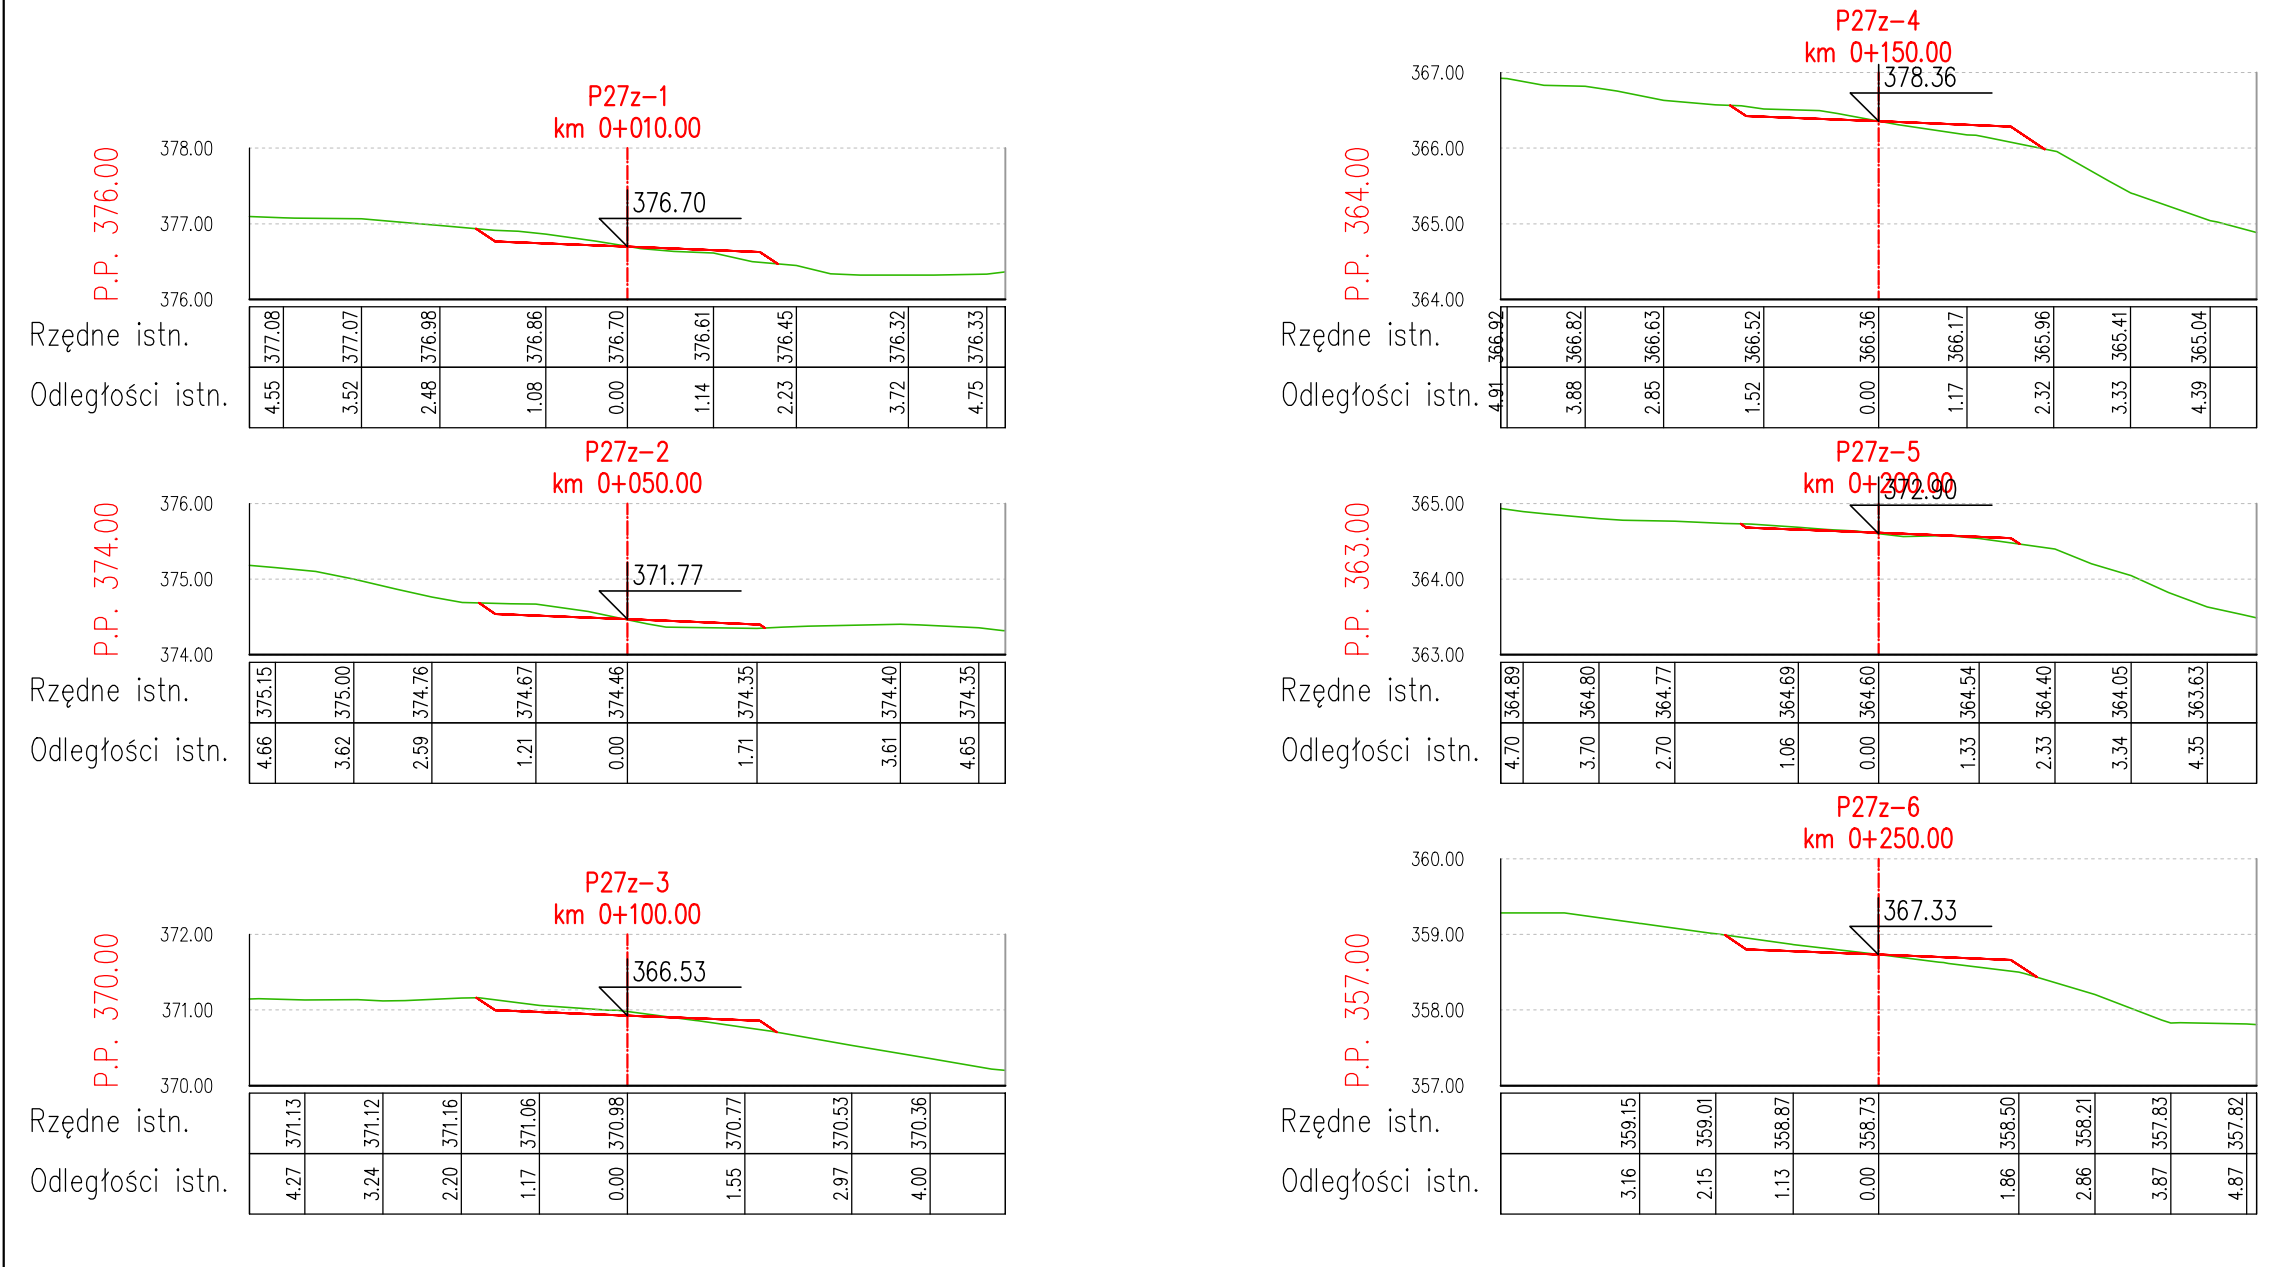 P27z-1
km 0+010.00
P.P. 376.00
378.00
377.00
376.00
376.70
Rzędne istn. 377.08 377.07 376.98 376.86 376.70 376.61 376.45 376.32 376.33
Odległości istn. 4.55 3.52 2.48 1.08 0.00 1.14 2.23 3.72 4.75
P27z-2
km 0+050.00
P.P. 374.00
376.00
375.00
374.00
371.77
Rzędne istn. 375.15 375.00 374.76 374.67 374.46 374.35 374.40 374.35
Odległości istn. 4.66 3.62 2.59 1.21 0.00 1.71 3.61 4.65
P27z-3
km 0+100.00
P.P. 370.00
372.00
371.00
370.00
366.53
Rzędne istn. 371.13 371.12 371.16 371.06 370.98 370.77 370.53 370.36
Odległości istn. 4.27 3.24 2.20 1.17 0.00 1.55 2.97 4.00
P27z-4
km 0+150.00
P.P. 364.00
367.00
366.00
365.00
364.00
378.36
Rzędne istn. 366.92 366.82 366.63 366.52 366.36 366.17 365.96 365.41 365.04
Odległości istn. 4.91 3.88 2.85 1.52 0.00 1.17 2.32 3.33 4.39
P27z-5
km 0+200.00
P.P. 363.00
365.00
364.00
363.00
372.90
Rzędne istn. 364.89 364.80 364.77 364.69 364.60 364.54 364.40 364.05 363.63
Odległości istn. 4.70 3.70 2.70 1.06 0.00 1.33 2.33 3.34 4.35
P27z-6
km 0+250.00
P.P. 357.00
360.00
359.00
358.00
357.00
367.33
Rzędne istn. 359.15 359.01 358.87 358.73 358.50 358.21 357.83 357.82
Odległości istn. 3.16 2.15 1.13 0.00 1.86 2.86 3.87 4.87